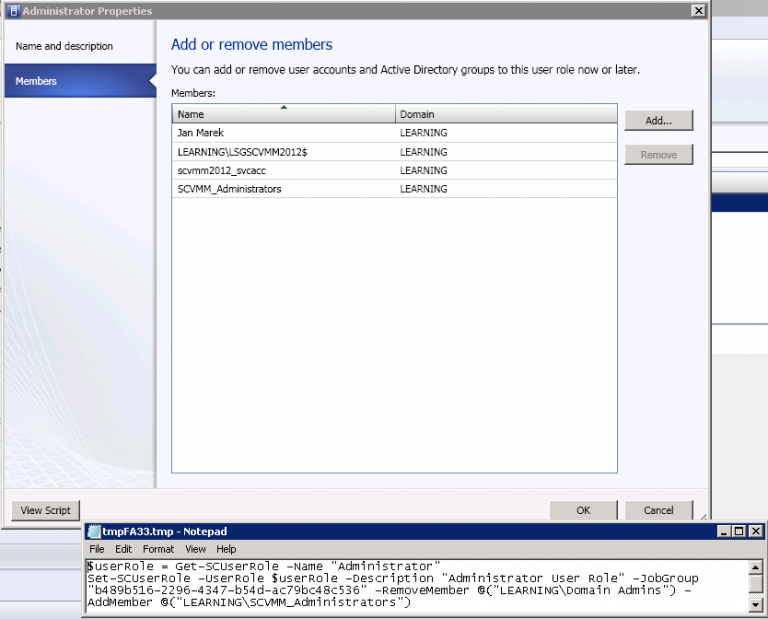 Administrator Properties
Name and description
Members
Add or remove members
You can add or remove user accounts and Active Directory groups to this user role now or later.
Members:
Name Domain
Jan Marek LEARNING
LEARNING\LSGSCVMM2012$ LEARNING
scvmm2012_svcacc LEARNING
SCVMM_Administrators LEARNING
Add...
Remove
View Script
OK
Cancel
tmpFA33.tmp - Notepad
File Edit Format View Help
$userRole = Get-SCUserRole -Name "Administrator"
Set-SCUserRole -UserRole $userRole -Description "Administrator User Role" -JobGroup
"b489b516-2296-4347-b54d-ac79bc48c536" -RemoveMember @("LEARNING\Domain Admins") -
AddMember @("LEARNING\SCVMM_Administrators")